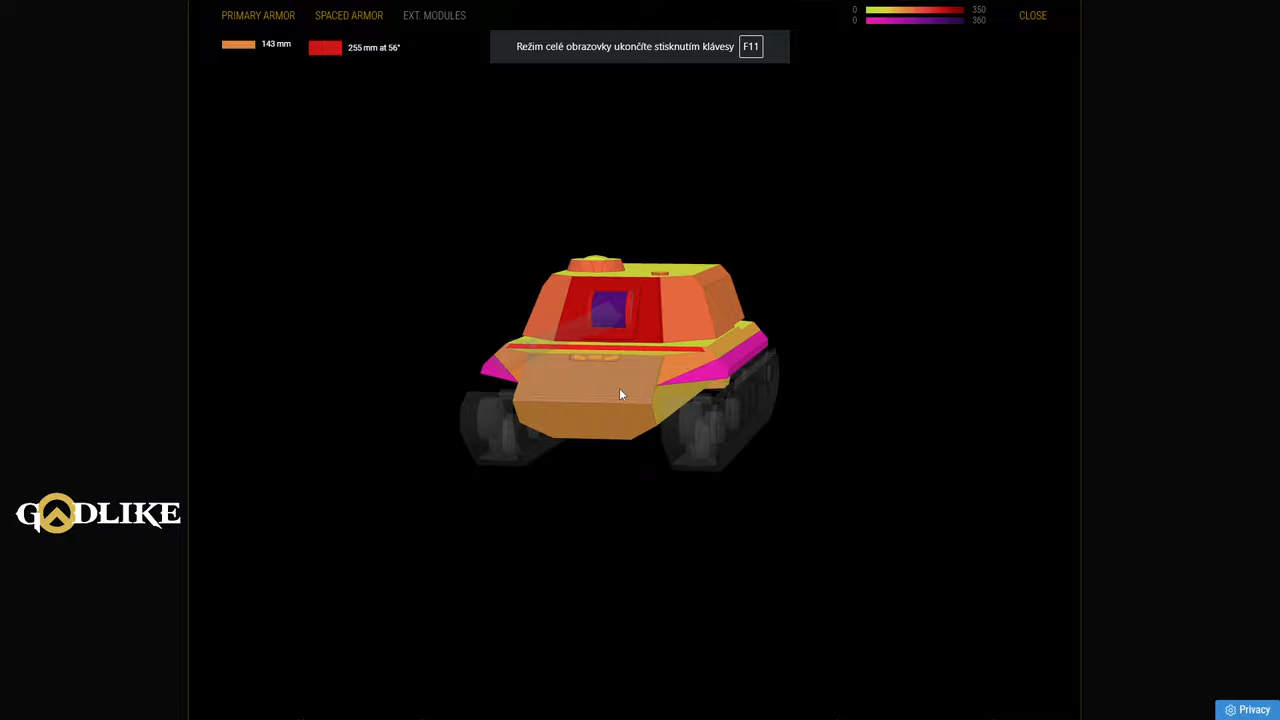 PRIMARY ARMOR SPACED ARMOR EXT. MODULES
0 350
0 360
CLOSE
143 mm 255 mm at 56°
Režim celé obrazovky ukončíte stisknutím klávesy F11
GODLIKE
Privacy